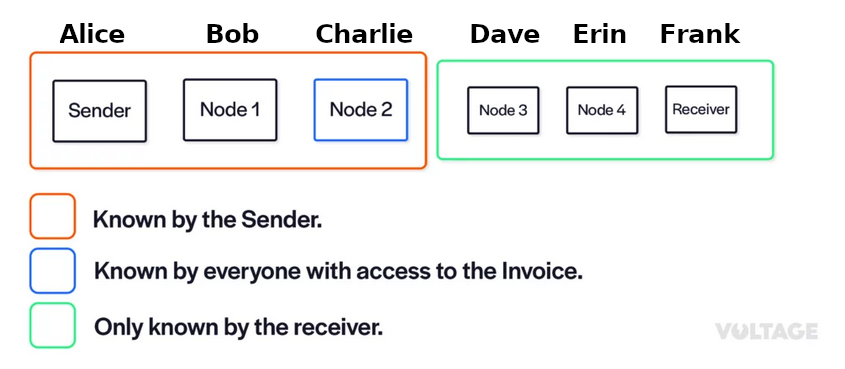 Alice Bob Charlie Dave Erin Frank
Sender Node 1 Node 2 Node 3 Node 4 Receiver
Known by the Sender.
Known by everyone with access to the Invoice.
Only known by the receiver.
VOLTAGE